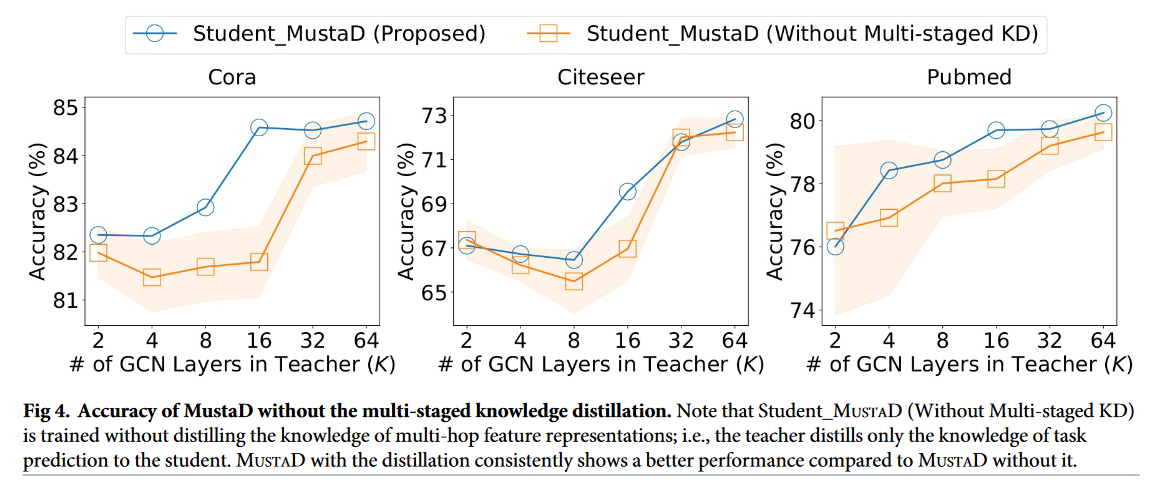 Student_MustaD (Proposed) Student_MustaD (Without Multi-staged KD)
Cora Citeseer Pubmed
Accuracy (%)
85
84
83
82
81
2 4 8 16 32 64
# of GCN Layers in Teacher (K)
Accuracy (%)
73
71
69
67
65
2 4 8 16 32 64
# of GCN Layers in Teacher (K)
Accuracy (%)
80
78
76
74
2 4 8 16 32 64
# of GCN Layers in Teacher (K)
Fig 4. Accuracy of MustaD without the multi-staged knowledge distillation. Note that Student_MUSTAD (Without Multi-staged KD)
is trained without distilling the knowledge of multi-hop feature representations; i.e., the teacher distills only the knowledge of task
prediction to the student. MUSTAD with the distillation consistently shows a better performance compared to MUSTAD without it.